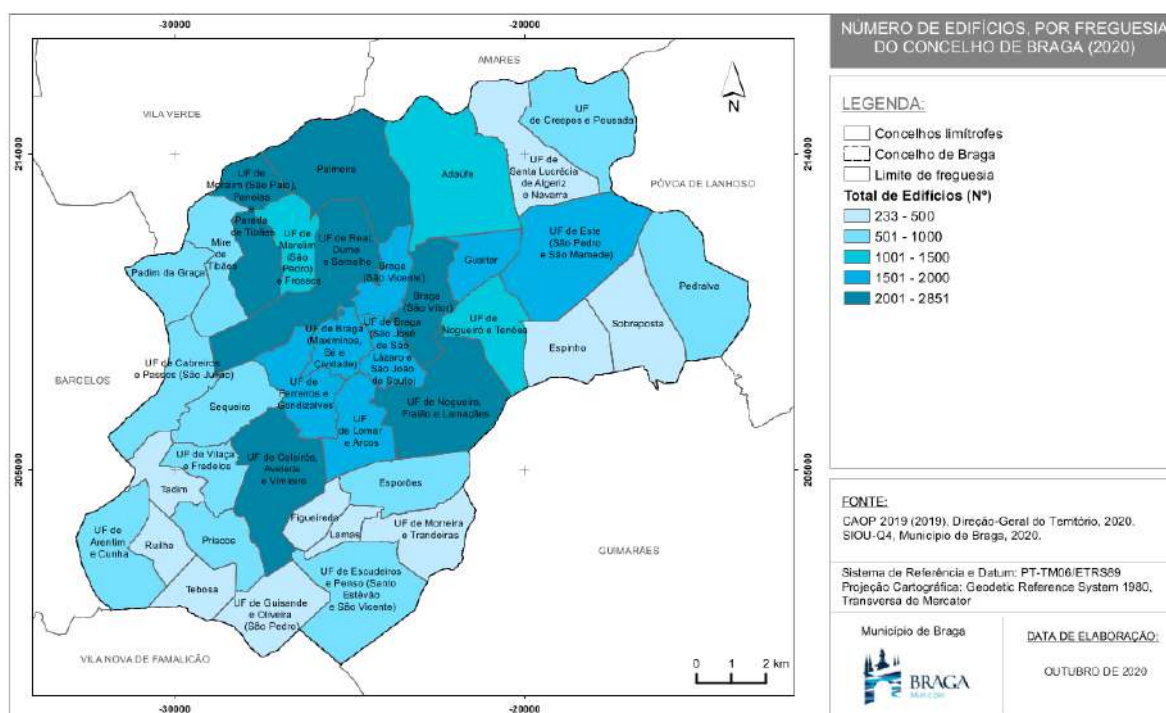 -30000
-20000
NÚMERO DE EDIFÍCIOS, POR FREGUESIA
DO CONCELHO DE BRAGA (2020)
AMARES
VILA VERDE
N
214000
214000
PÓVOA DE LANHOSO
BARCELOS
205000
205000
GUIMARÃES
VILA NOVA DE FAMALICÃO
UF
de Crespos e Pousada
UF de
Santa Lucrécia
de Algeriz
e Navarra
Adaúfe
Palmeira
UF de
Merelim (São Paio),
Panoias
e
Parada
de Tibães
UF de
Merelim
(São
Pedro)
e Frossos
UF de Real,
Dume
e Semelhe
Mire
de
Tibães
Padim da Graça
Braga
(São Vicente)
Gualtar
UF de Este
(São Pedro
e São Mamede)
Pedralva
Braga
(São Victor)
Sobreposta
Espinho
UF de
Nogueiró e Tenões
UF de Braga
(Maximinos,
Sé e
Cividade)
UF de Braga
(São José
de São
Lázaro e
São João
do Souto)
UF de Cabreiros
e Passos (São Julião)
UF de
Ferreiros e
Gondizalves
Sequeira
UF de Nogueira,
Fraião e Lamaçães
UF
de Lomar
e Arcos
UF de Vilaça
e Fradelos
UF de Celeirós,
Aveleda
e Vimieiro
Tadim
Esporões
UF de
Arentim
e Cunha
Ruilhe
Priscos
Figueiredo
Lamas
UF de Morreira
e Trandeiras
Tebosa
UF de Guisande
e Oliveira
(São Pedro)
UF de Escudeiros
e Penso (Santo
Estêvão
e São Vicente)
0 1 2 km
-30000
-20000
LEGENDA:
Concelhos limítrofes
Concelho de Braga
Limite de freguesia
Total de Edifícios (Nº)
233 - 500
501 - 1000
1001 - 1500
1501 - 2000
2001 - 2851
FONTE:
CAOP 2019 (2019), Direção-Geral do Território, 2020.
SIOU-Q4, Município de Braga, 2020.
Sistema de Referência e Datum: PT-TM06/ETRS89
Projeção Cartográfica: Geodetic Reference System 1980,
Transversa de Mercator
Município de Braga
BRAGA
Município
DATA DE ELABORAÇÃO:
OUTUBRO DE 2020